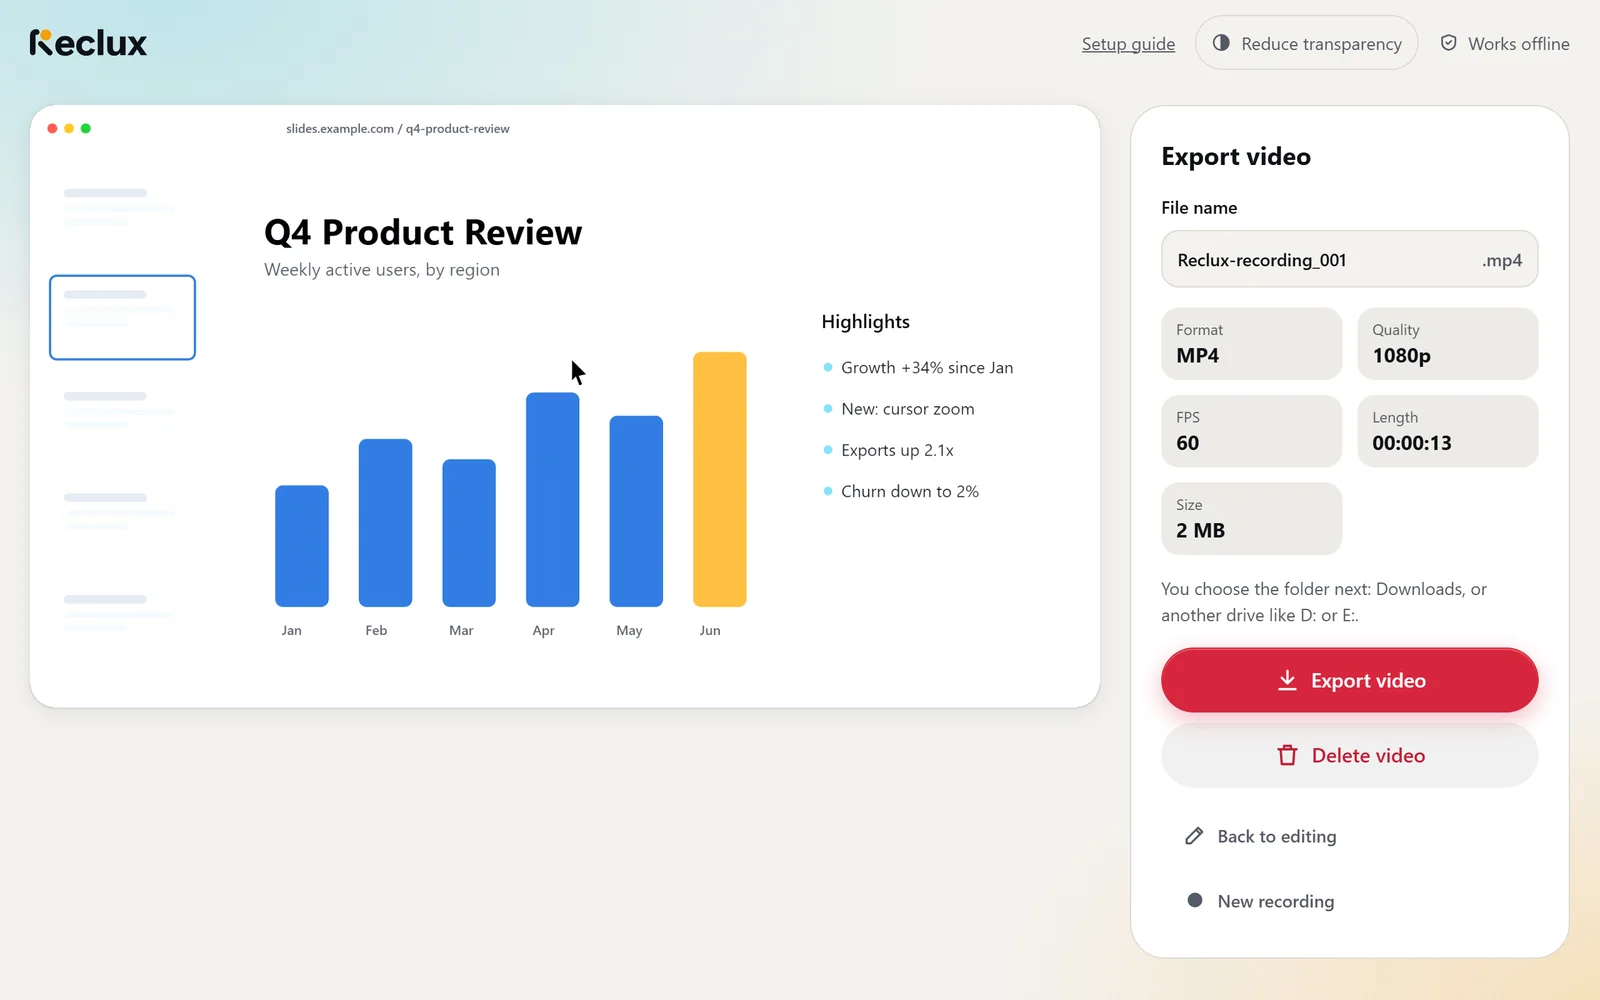 Reclux
Setup guide
Reduce transparency
Works offline
slides.example.com / q4-product-review
Q4 Product Review
Weekly active users, by region
Highlights
Growth +34% since Jan
New: cursor zoom
Exports up 2.1x
Churn down to 2%
Jan Feb Mar Apr May Jun
Export video
File name
Reclux-recording_001 .mp4
Format
MP4
Quality
1080p
FPS
60
Length
00:00:13
Size
2 MB
You choose the folder next: Downloads, or
another drive like D: or E:.
Export video
Delete video
Back to editing
New recording